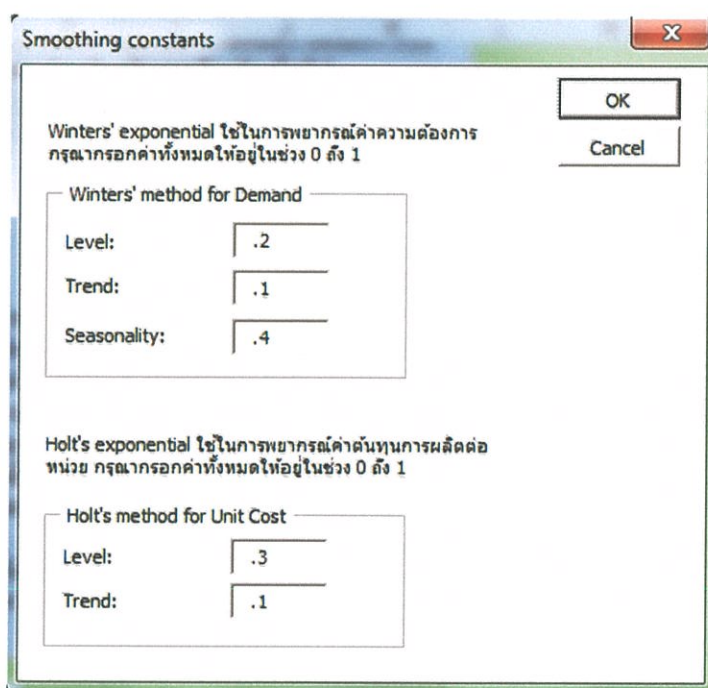 Smoothing constants
X
OK
Cancel
Winters' exponential ใช้ในการพยากรณ์ค่าความต้องการ
กรุณากรอกค่าทั้งหมดให้อยู่ในช่วง 0 ถึง 1
Winters' method for Demand
Level: .2
Trend: .1
Seasonality: .4
Holt's exponential ใช้ในการพยากรณ์ค่าต้นทุนการผลิตต่อ
หน่วย กรุณากรอกค่าทั้งหมดให้อยู่ในช่วง 0 ถึง 1
Holt's method for Unit Cost
Level: .3
Trend: .1